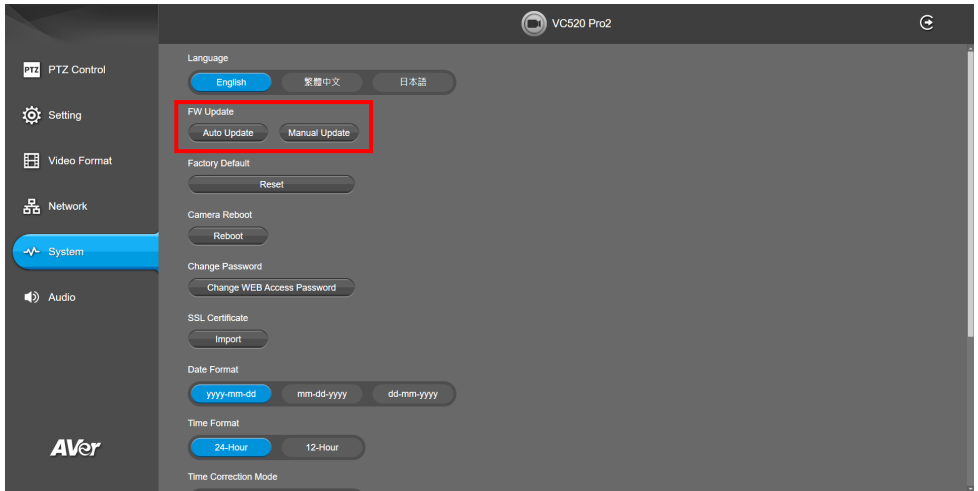 VC520 Pro2
PTZ PTZ Control
Setting
Video Format
Network
System
Audio
AVer
Language
English 繁體中文 日本語
FW Update
Auto Update Manual Update
Factory Default
Reset
Camera Reboot
Reboot
Change Password
Change WEB Access Password
SSL Certificate
Import
Date Format
yyyy-mm-dd mm-dd-yyyy dd-mm-yyyy
Time Format
24-Hour 12-Hour
Time Correction Mode